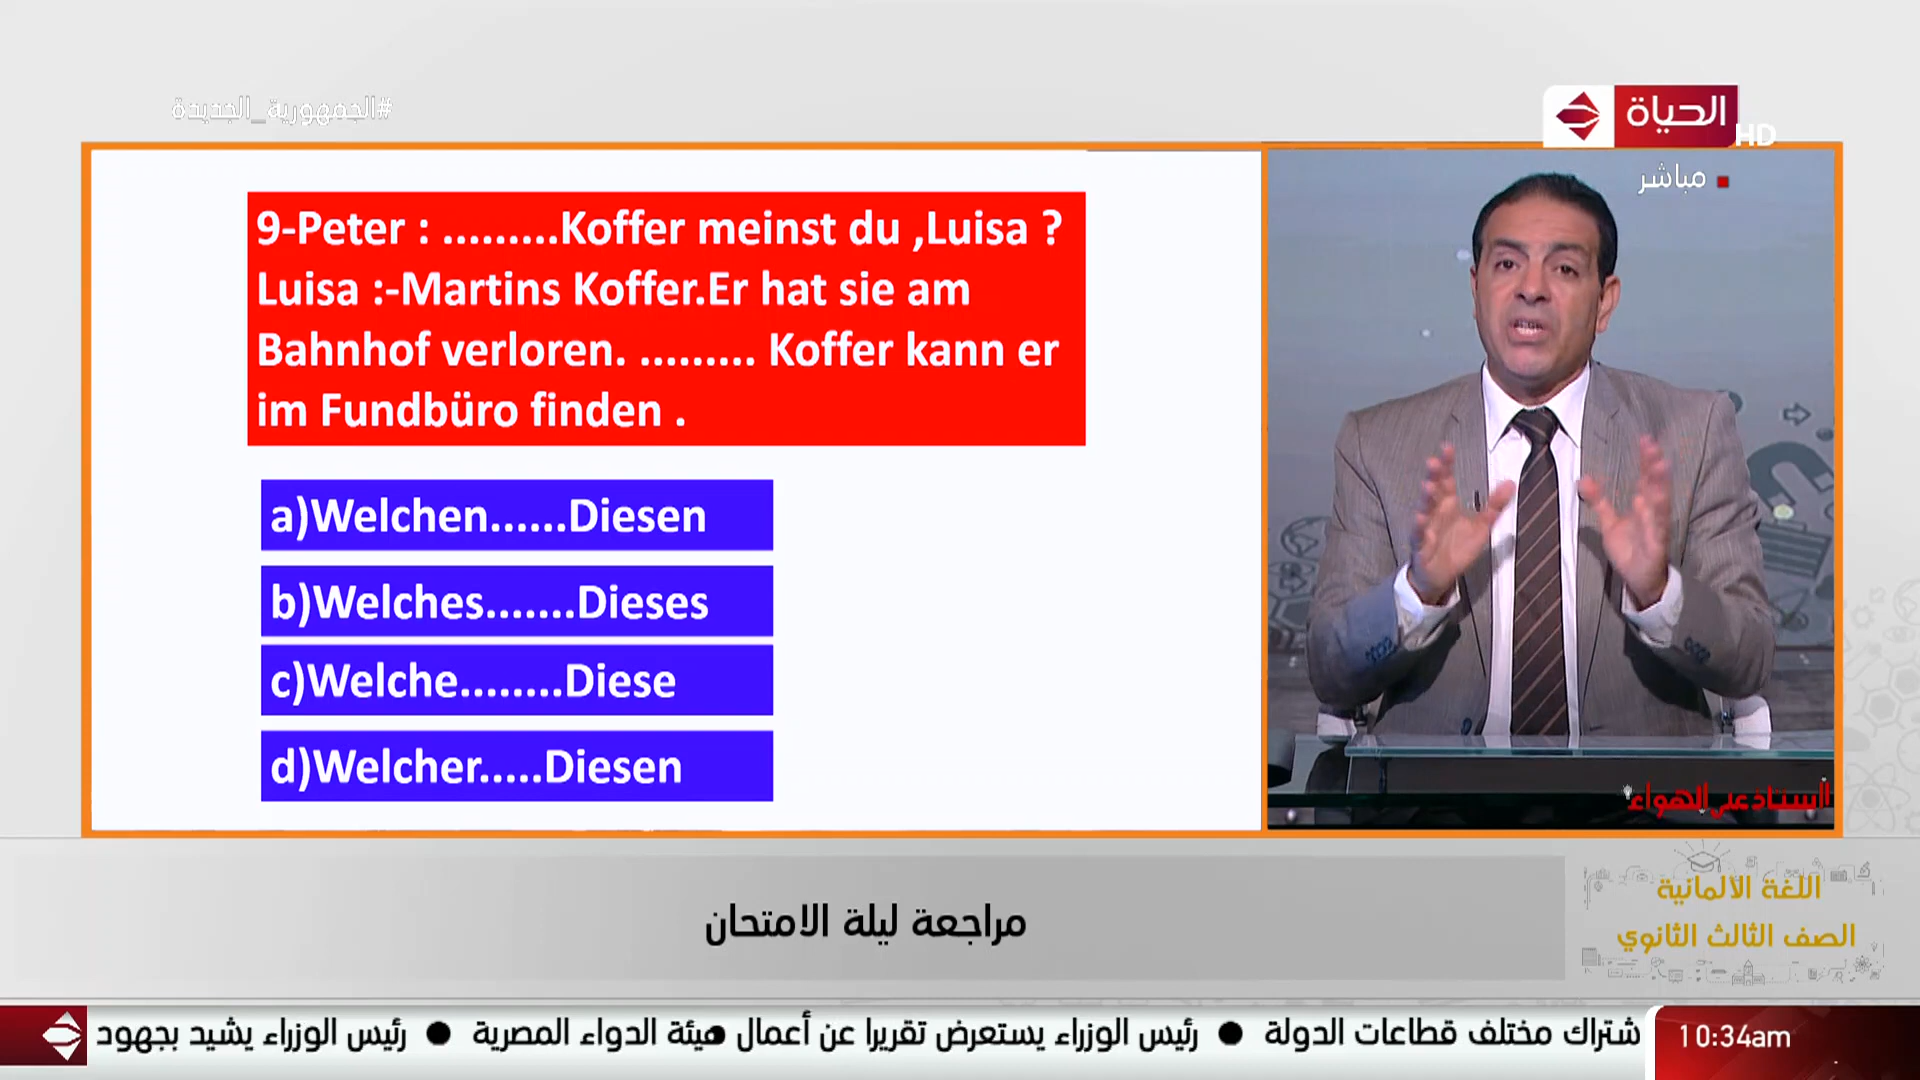 #الجمهورية_الجديدة
الحياة
HD
مباشر
9-Peter : .........Koffer meinst du ,Luisa ?
Luisa :-Martins Koffer.Er hat sie am
Bahnhof verloren. ......... Koffer kann er
im Fundbüro finden .
a)Welchen......Diesen
b)Welches.......Dieses
c)Welche........Diese
d)Welcher.....Diesen
الستاذ على الهواء
اللغة الألمانية
الصف الثالث الثانوي
مراجعة ليلة الامتحان
شتراك مختلف قطاعات الدولة ● رئيس الوزراء يستعرض تقريرا عن أعمال هيئة الدواء المصرية ● رئيس الوزراء يشيد بجهود
10:34am